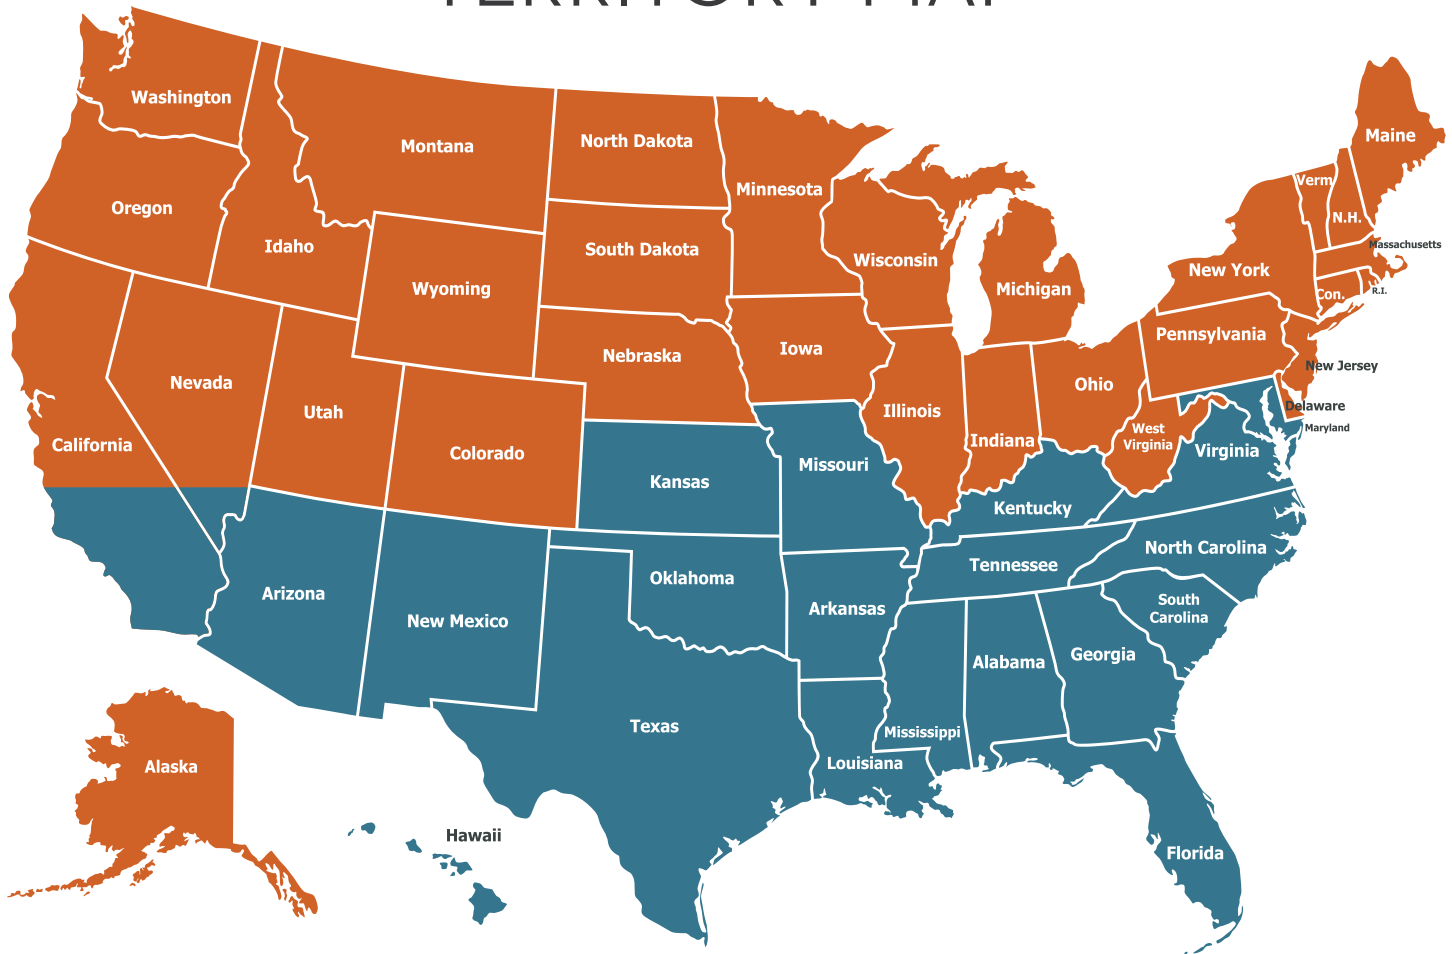 TERRITORY MAP
Washington
Montana
North Dakota
Minnesota
Maine
Verm
N.H.
Oregon
Idaho
South Dakota
Wisconsin
Massachusetts
Wyoming
Michigan
New York
Con.
R.I.
Nebraska
Iowa
Pennsylvania
New Jersey
Nevada
Utah
Illinois
Indiana
Ohio
Delaware
California
Colorado
West
Virginia
Maryland
Kansas
Missouri
Virginia
Kentucky
Arizona
New Mexico
Oklahoma
Arkansas
Tennessee
North Carolina
South
Carolina
Texas
Alabama
Georgia
Mississippi
Louisiana
Alaska
Hawaii
Florida